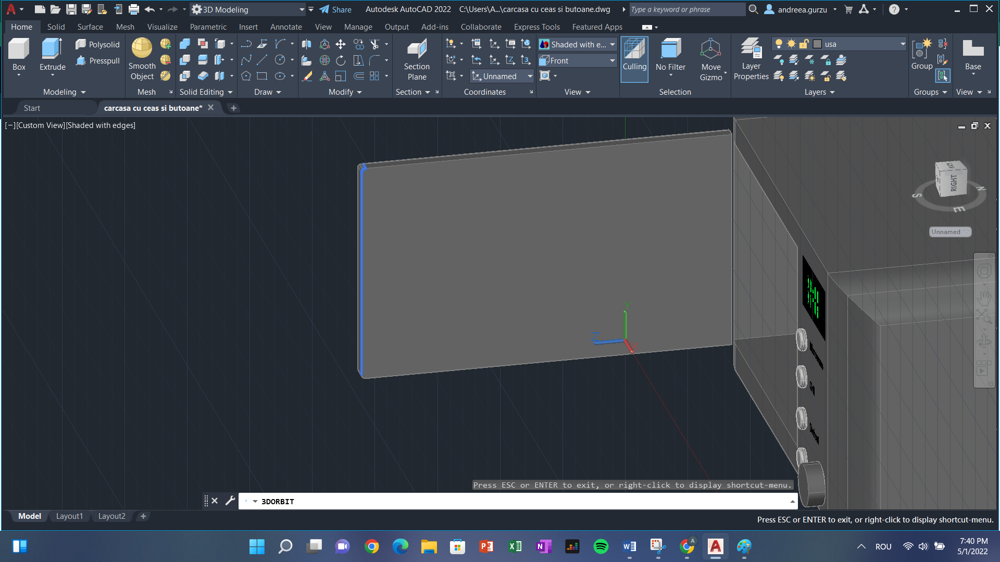 3D Modeling
Share
Autodesk AutoCAD 2022 C:\Users\A...\carcasa cu ceas si butoane.dwg
Type a keyword or phrase
andreea.gurzu
Home Solid Surface Mesh Visualize Parametric Insert Annotate View Manage Output Add-ins Collaborate Express Tools Featured Apps
Box
Extrude
Polysolid
Presspull
Modeling
Smooth
Object
Mesh
Solid Editing
Draw
Modify
Section
Plane
Section
Unnamed
Coordinates
Shaded with e...
Front
View
Culling
No Filter
Move
Gizmo
Selection
Layer
Properties
usa
Layers
Group
Groups
Base
View
Start
carcasa cu ceas si butoane*
[−][Custom View][Shaded with edges]
RIGHT
S
N
E
Unnamed
Y
Z
Press ESC or ENTER to exit, or right-click to display shortcut-menu.
3DORBIT
Model Layout1 Layout2
Press ESC or ENTER to exit, or right-click to display shortcut-menu.
ROU
7:40 PM
5/1/2022